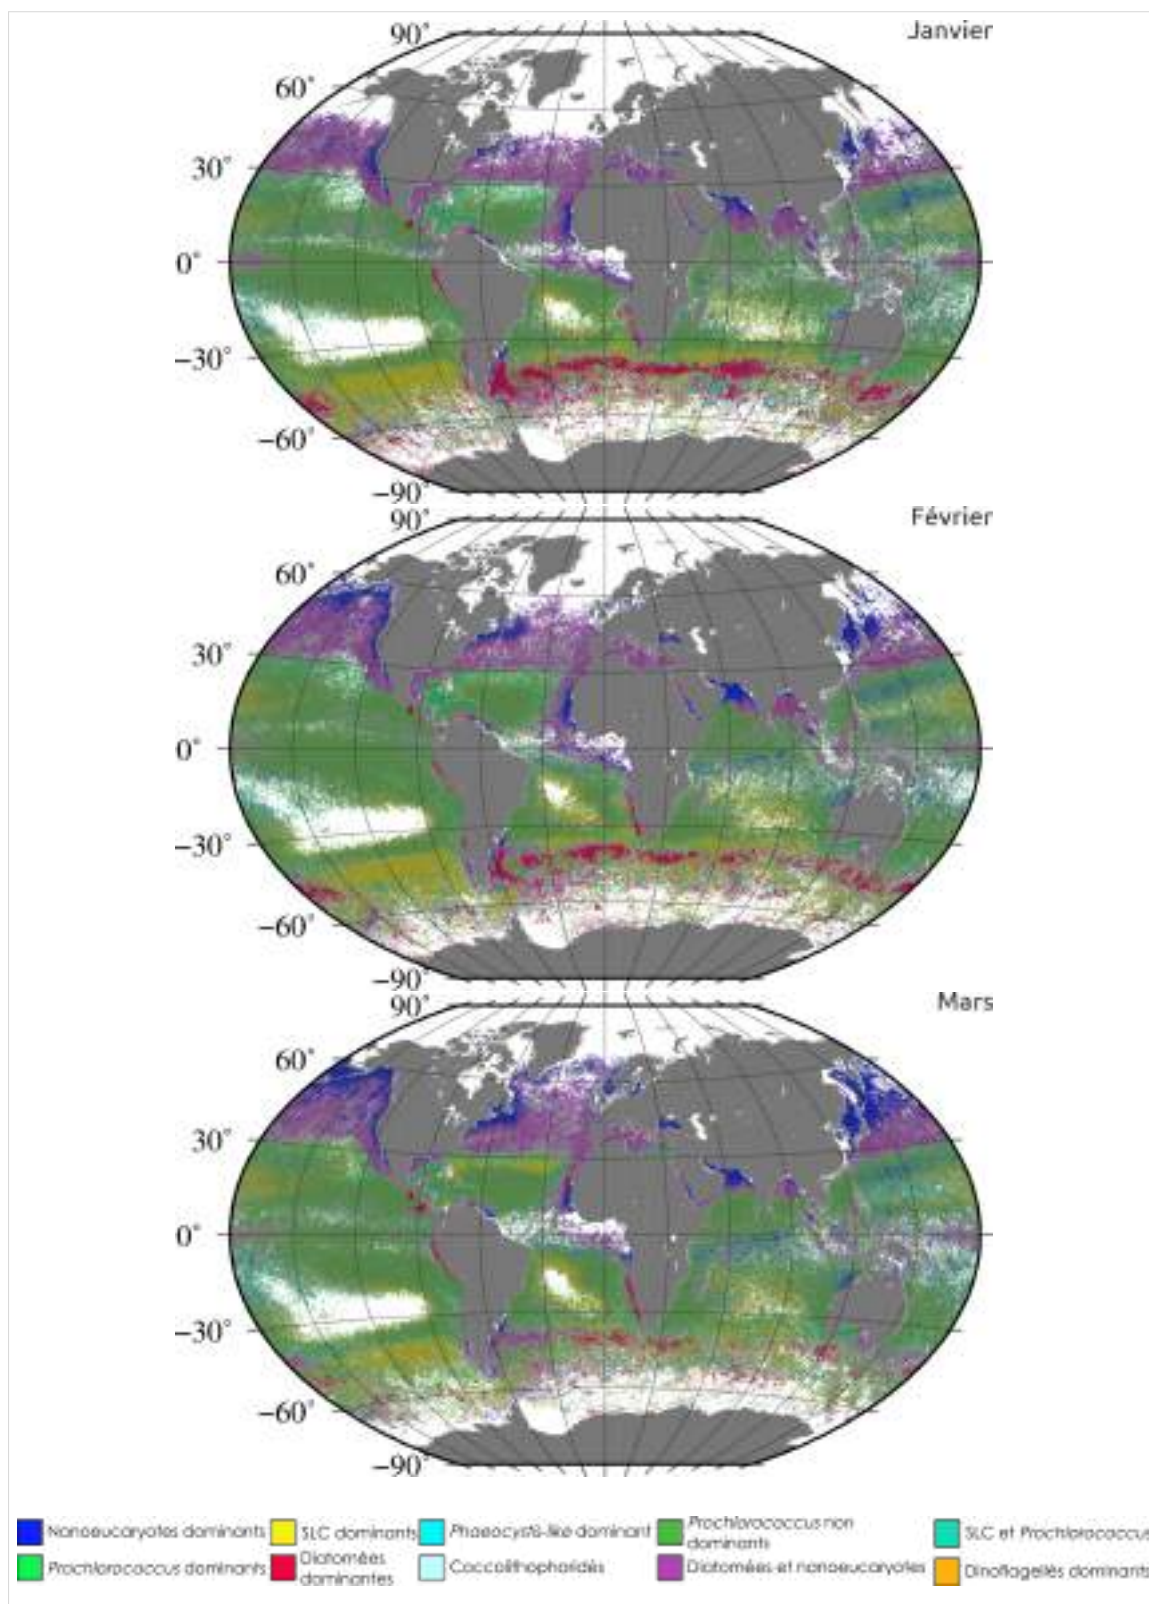 Janvier
90°
60°
30°
0°
−30°
−60°
−90°
Février
90°
60°
30°
0°
−30°
−60°
−90°
Mars
90°
60°
30°
0°
−30°
−60°
−90°
Nanoeucaryotes dominants
SLC dominants
Phaeocystis-like dominant
Prochlorococcus non
dominants
SLC et Prochlorococcus
Prochlorococcus dominants
Diatomées
dominantes
Coccolithophoridés
Diatomées et nanoeucaryotes
Dinoflagellés dominants